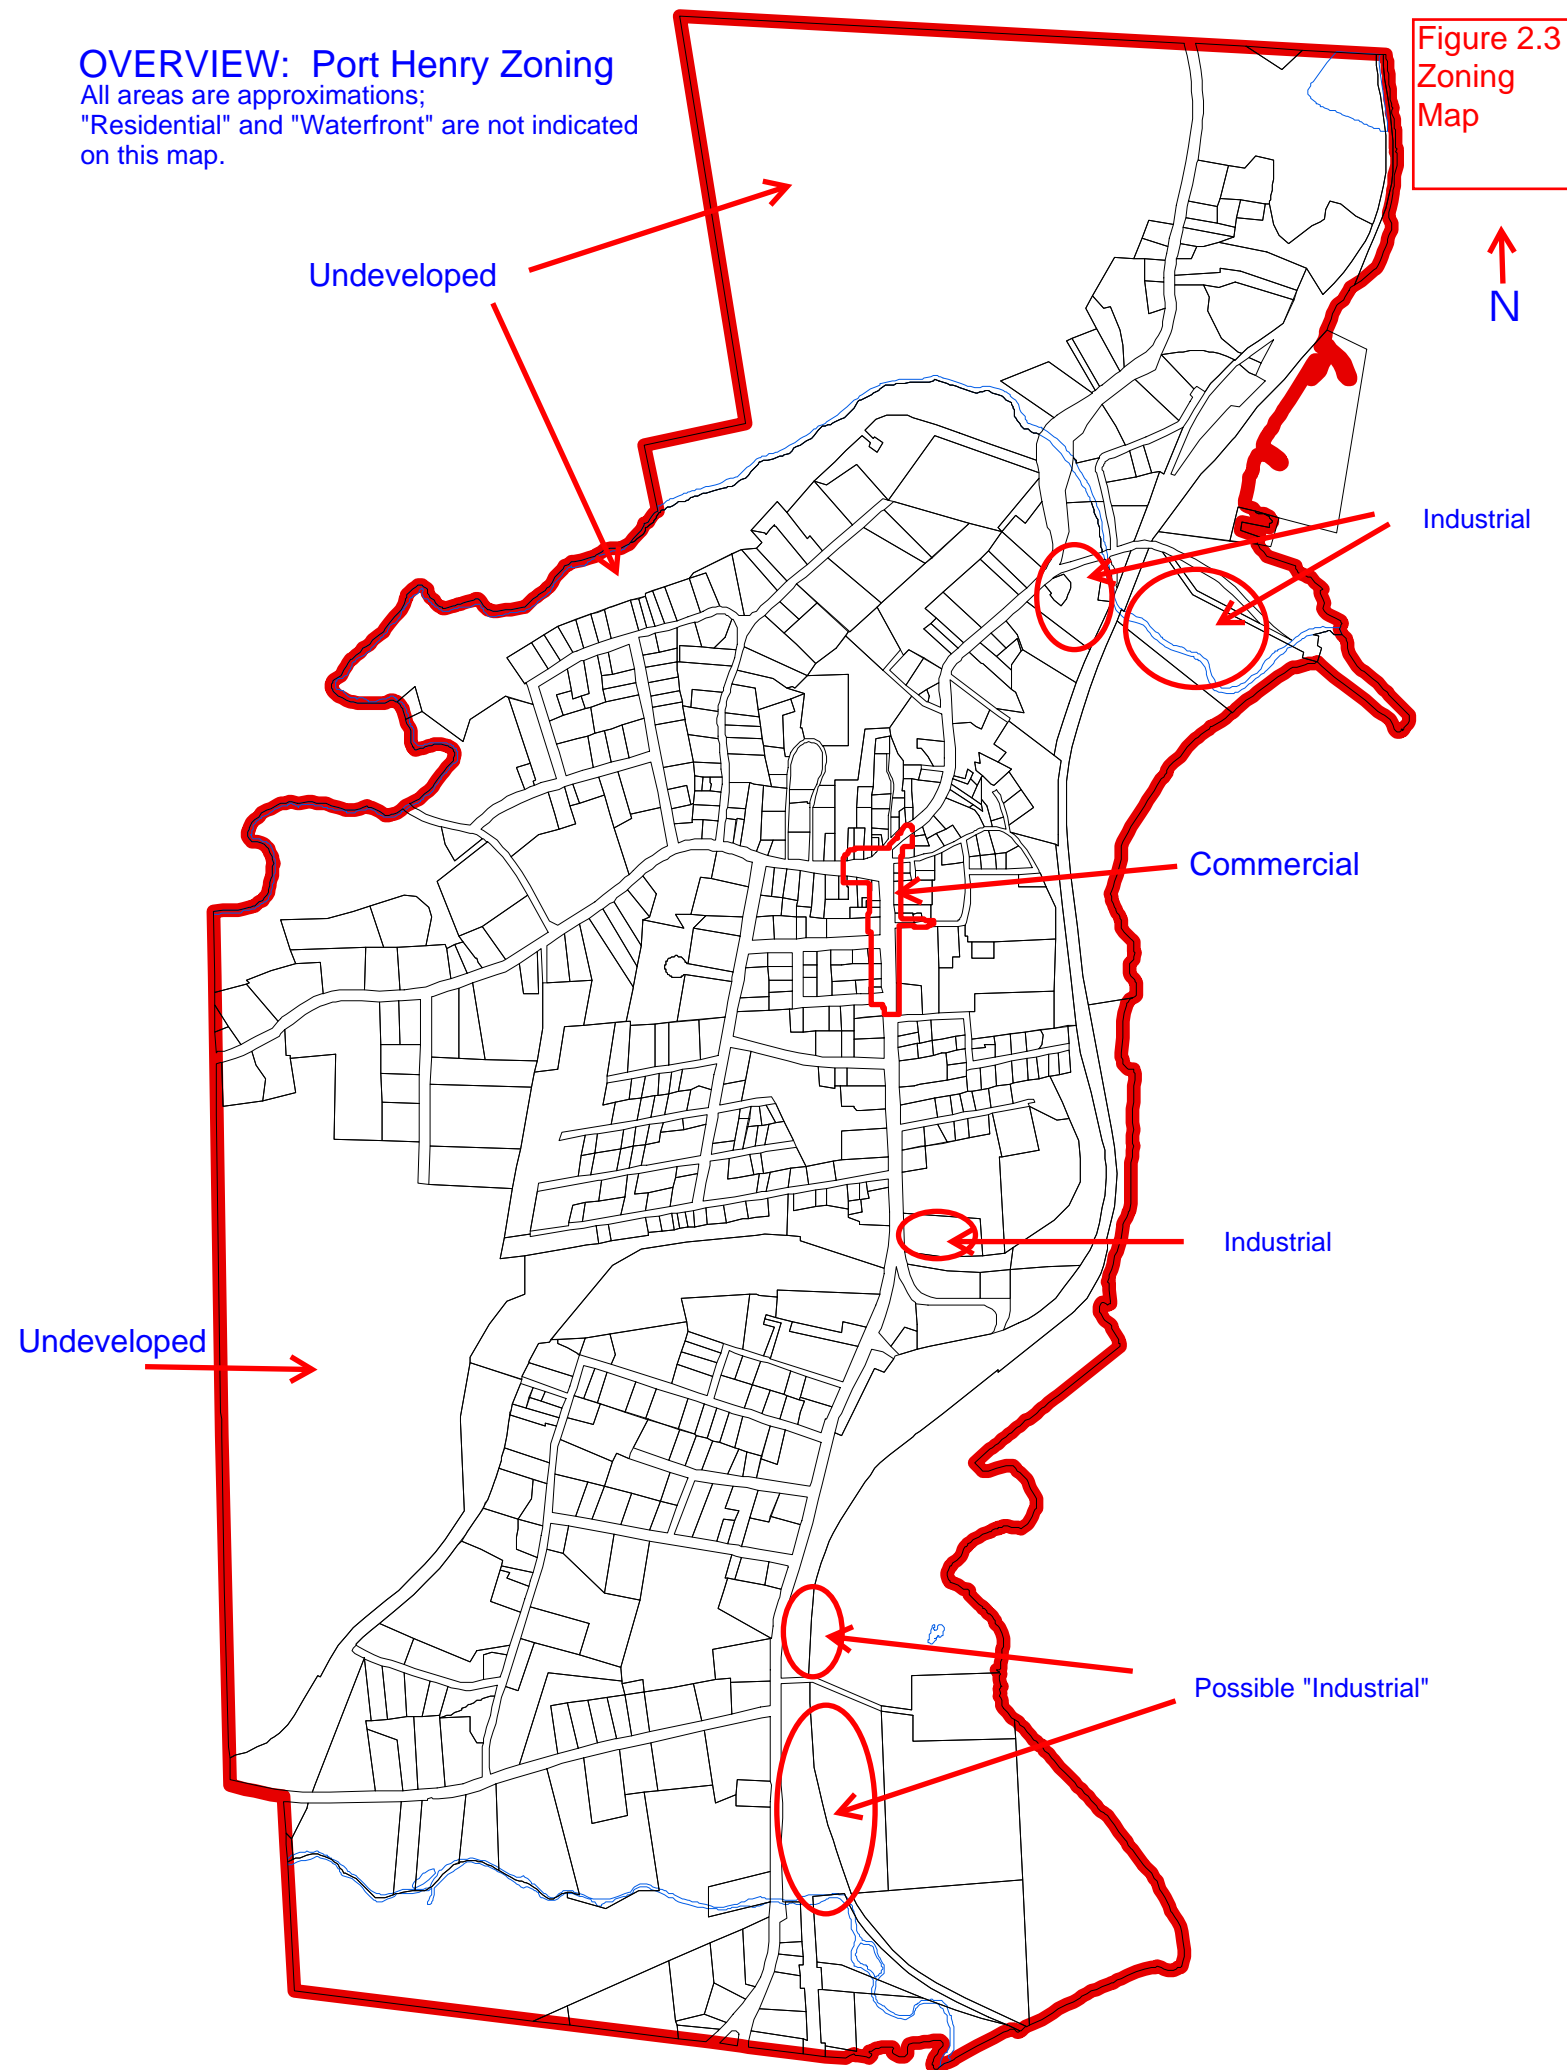 OVERVIEW:  Port Henry Zoning
All areas are approximations;
"Residential" and "Waterfront" are not indicated
on this map.
Figure 2.3
Zoning
Map
N
Undeveloped
Industrial
Commercial
Industrial
Undeveloped
Possible "Industrial"